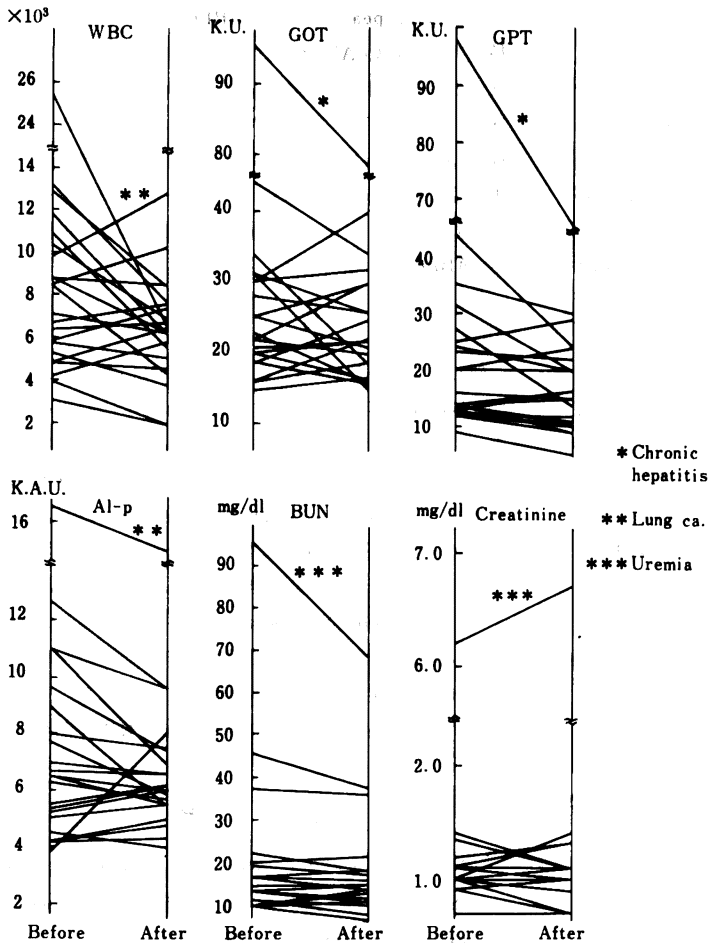 ×10³
WBC
26
24
14
12
10
8
6
4
2
**
K.U.
GOT
90
80
40
30
20
10
*
K.U.
GPT
90
80
70
40
30
20
10
*
* Chronic
hepatitis
** Lung ca.
*** Uremia
K.A.U.
Al-p
16
12
10
8
6
4
2
**
Before After
mg/dl
BUN
90
80
70
60
50
40
30
20
10
***
Before After
mg/dl
Creatinine
7.0
6.0
2.0
1.0
***
Before After